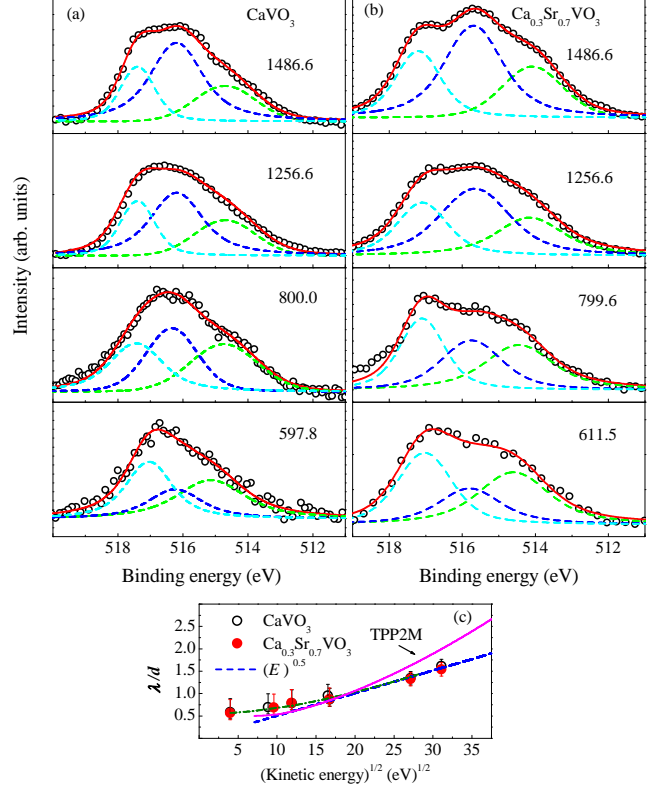 (a) CaVO3
1486.6
1256.6
800.0
597.8
(b) Ca0.3Sr0.7VO3
1486.6
1256.6
799.6
611.5
Intensity (arb. units)
518 516 514 512
518 516 514 512
Binding energy (eV)
Binding energy (eV)
(c)
CaVO3
Ca0.3Sr0.7VO3
(E)^0.5
TPP2M
λ/d
2.5
2.0
1.5
1.0
0.5
0 5 10 15 20 25 30 35
(Kinetic energy)^1/2 (eV)^1/2